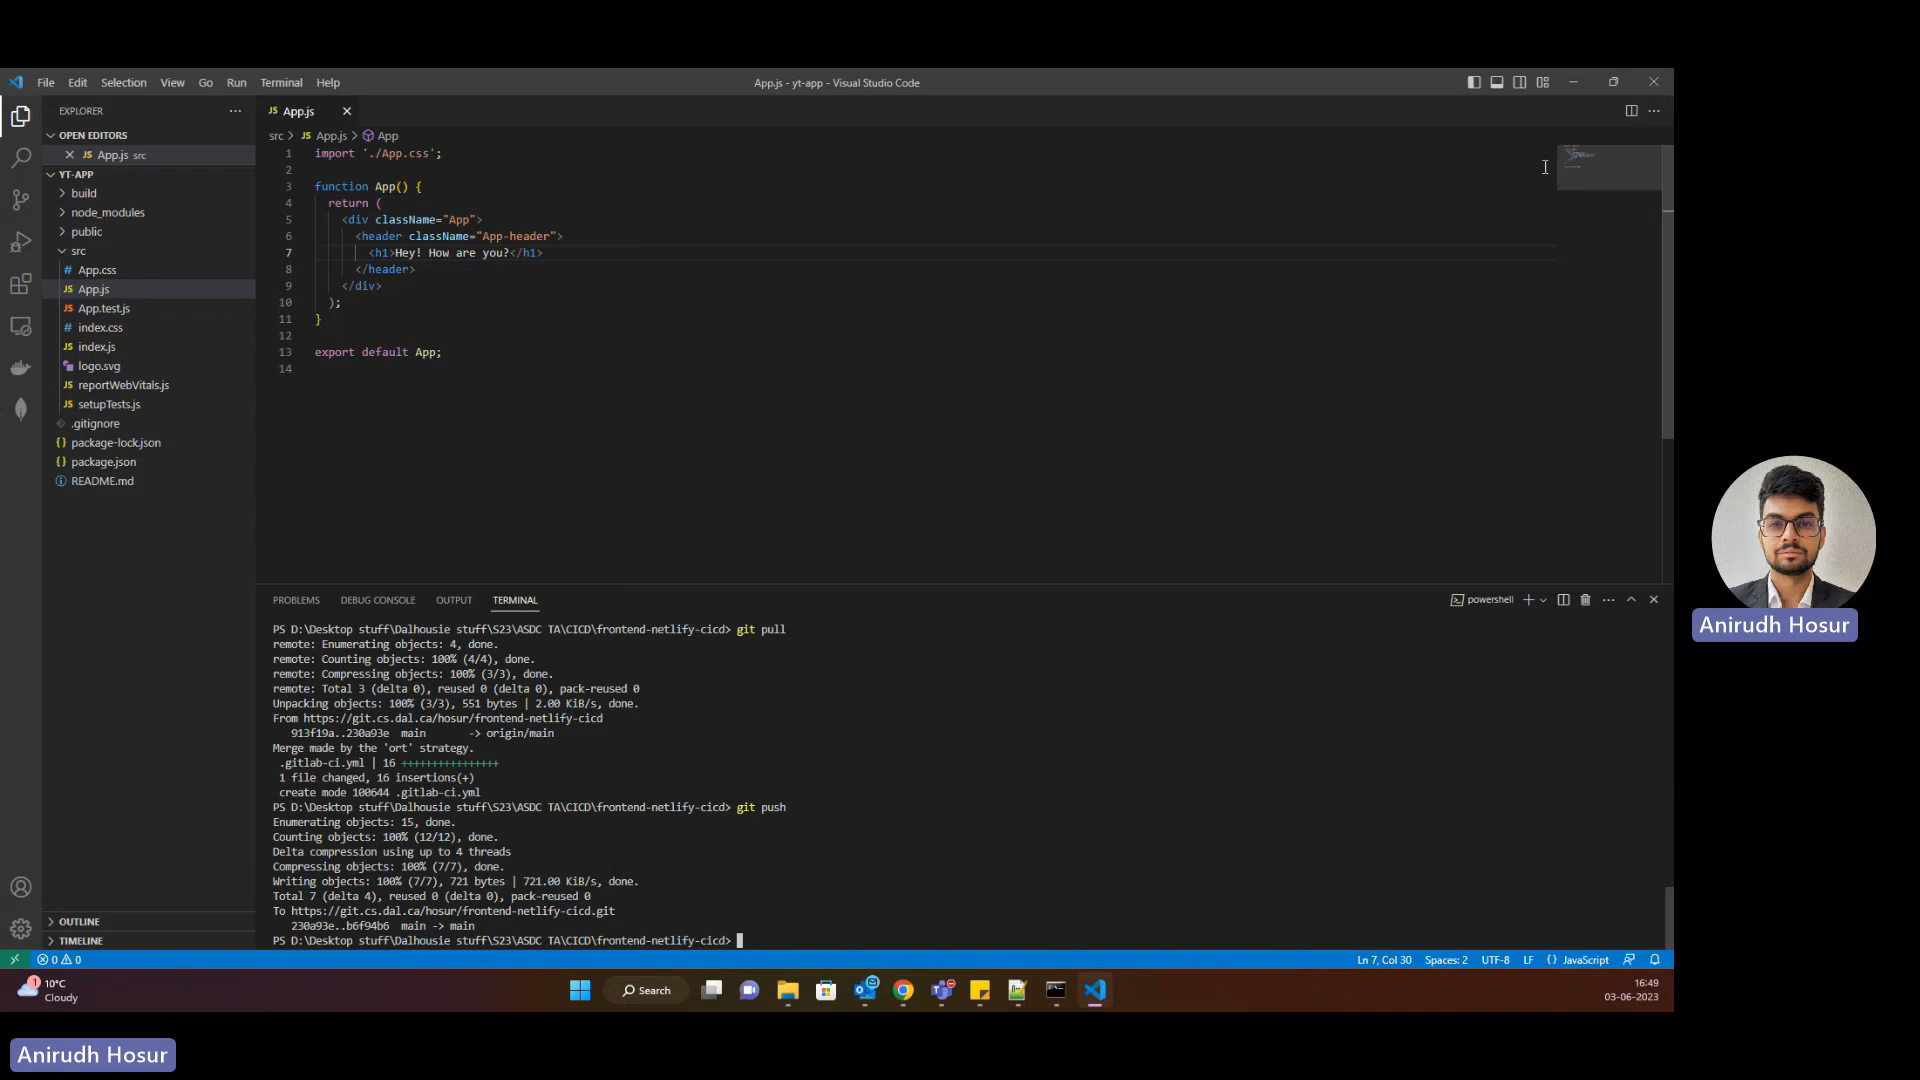 File Edit Selection View Go Run Terminal Help
App.js - yt-app - Visual Studio Code
EXPLORER
OPEN EDITORS
App.js src
YT-APP
build
node_modules
public
src
App.css
App.js
App.test.js
index.css
index.js
logo.svg
reportWebVitals.js
setupTests.js
.gitignore
package-lock.json
package.json
README.md
OUTLINE
TIMELINE
App.js
src > App.js > App
1 import './App.css';
2
3 function App() {
4 return (
5 <div className="App">
6 <header className="App-header">
7 <h1>Hey! How are you?</h1>
8 </header>
9 </div>
10 );
11 }
12
13 export default App;
14
PROBLEMS DEBUG CONSOLE OUTPUT TERMINAL
powershell
PS D:\Desktop stuff\Dalhousie stuff\S23\ASDC TA\CICD\frontend-netlify-cicd> git pull
remote: Enumerating objects: 4, done.
remote: Counting objects: 100% (4/4), done.
remote: Compressing objects: 100% (3/3), done.
remote: Total 3 (delta 0), reused 0 (delta 0), pack-reused 0
Unpacking objects: 100% (3/3), 551 bytes | 2.00 KiB/s, done.
From https://git.cs.dal.ca/hosur/frontend-netlify-cicd
913f19a..230a93e main -> origin/main
Merge made by the 'ort' strategy.
.gitlab-ci.yml | 16 ++++++++++++++++
1 file changed, 16 insertions(+)
create mode 100644 .gitlab-ci.yml
PS D:\Desktop stuff\Dalhousie stuff\S23\ASDC TA\CICD\frontend-netlify-cicd> git push
Enumerating objects: 15, done.
Counting objects: 100% (12/12), done.
Delta compression using up to 4 threads
Compressing objects: 100% (7/7), done.
Writing objects: 100% (7/7), 721 bytes | 721.00 KiB/s, done.
Total 7 (delta 4), reused 0 (delta 0), pack-reused 0
To https://git.cs.dal.ca/hosur/frontend-netlify-cicd.git
230a93e..b6f94b6 main -> main
PS D:\Desktop stuff\Dalhousie stuff\S23\ASDC TA\CICD\frontend-netlify-cicd>
0 0
Ln 7, Col 30 Spaces: 2 UTF-8 LF {} JavaScript
1
10°C
Cloudy
Search
16:49
03-06-2023
Anirudh Hosur
Anirudh Hosur